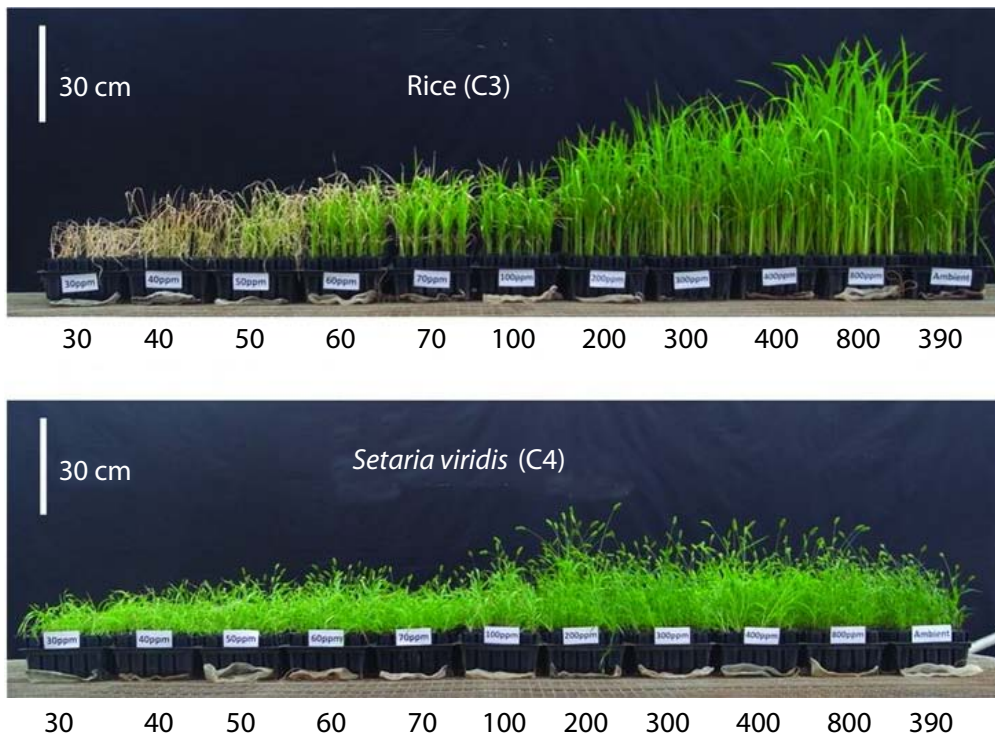 30 cm
Rice (C3)
30ppm 40ppm 50ppm 60ppm 70ppm 100ppm 200ppm 300ppm 400ppm 800ppm Ambient
30 40 50 60 70 100 200 300 400 800 390
30 cm
Setaria viridis (C4)
30ppm 40ppm 50ppm 60ppm 70ppm 100ppm 200ppm 300ppm 400ppm 800ppm Ambient
30 40 50 60 70 100 200 300 400 800 390